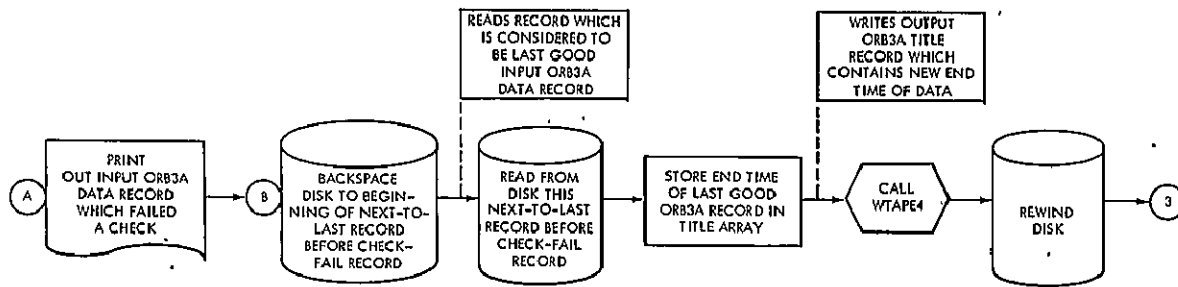 READS RECORD WHICH
IS CONSIDERED TO
BE LAST GOOD
INPUT ORB3A
DATA RECORD
WRITES OUTPUT
ORB3A TITLE
RECORD WHICH
CONTAINS NEW END
TIME OF DATA
A
PRINT
OUT INPUT ORB3A
DATA RECORD
WHICH FAILED
A CHECK
B
BACKSPACE
DISK TO BEGIN-
NING OF NEXT-TO-
LAST RECORD
BEFORE CHECK-
FAIL RECORD
READ FROM
DISK THIS
NEXT-TO-LAST
RECORD BEFORE
CHECK-FAIL
RECORD
STORE END TIME
OF LAST GOOD
ORB3A RECORD IN
TITLE ARRAY
CALL
WTAPE4
REWIND
DISK
3